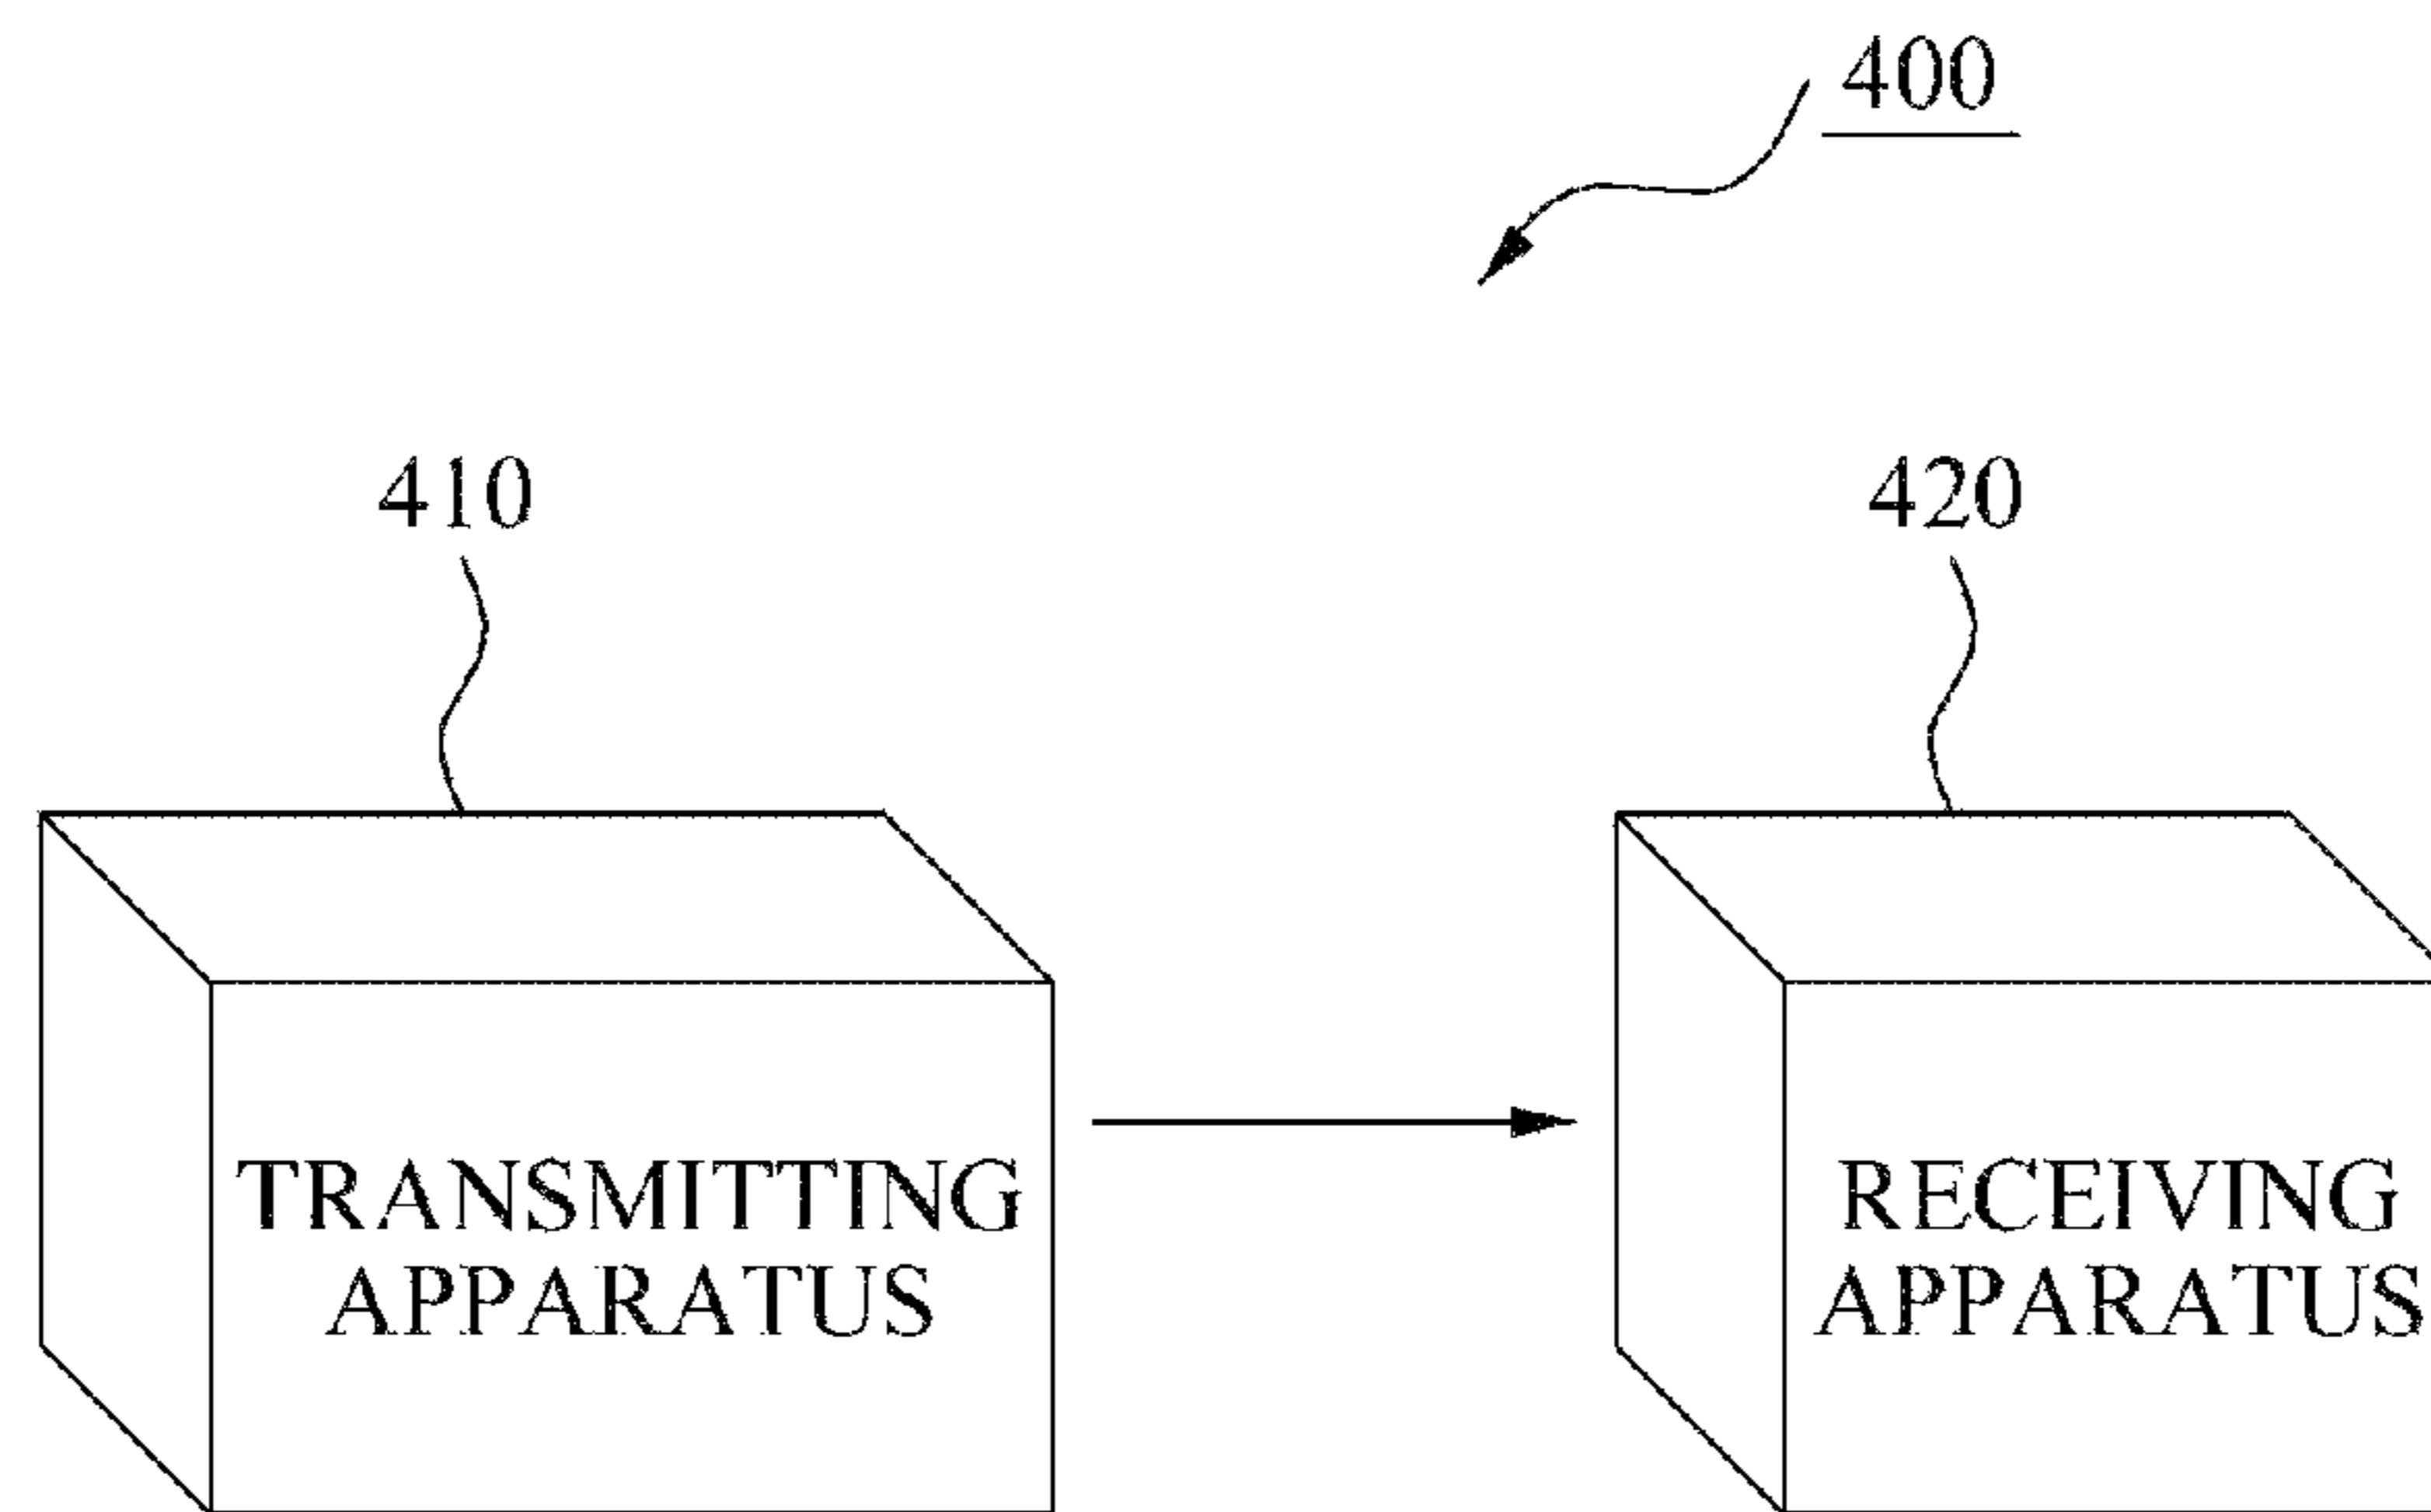 400
410
420
TRANSMITTING
APPARATUS
RECEIVING
APPARATUS